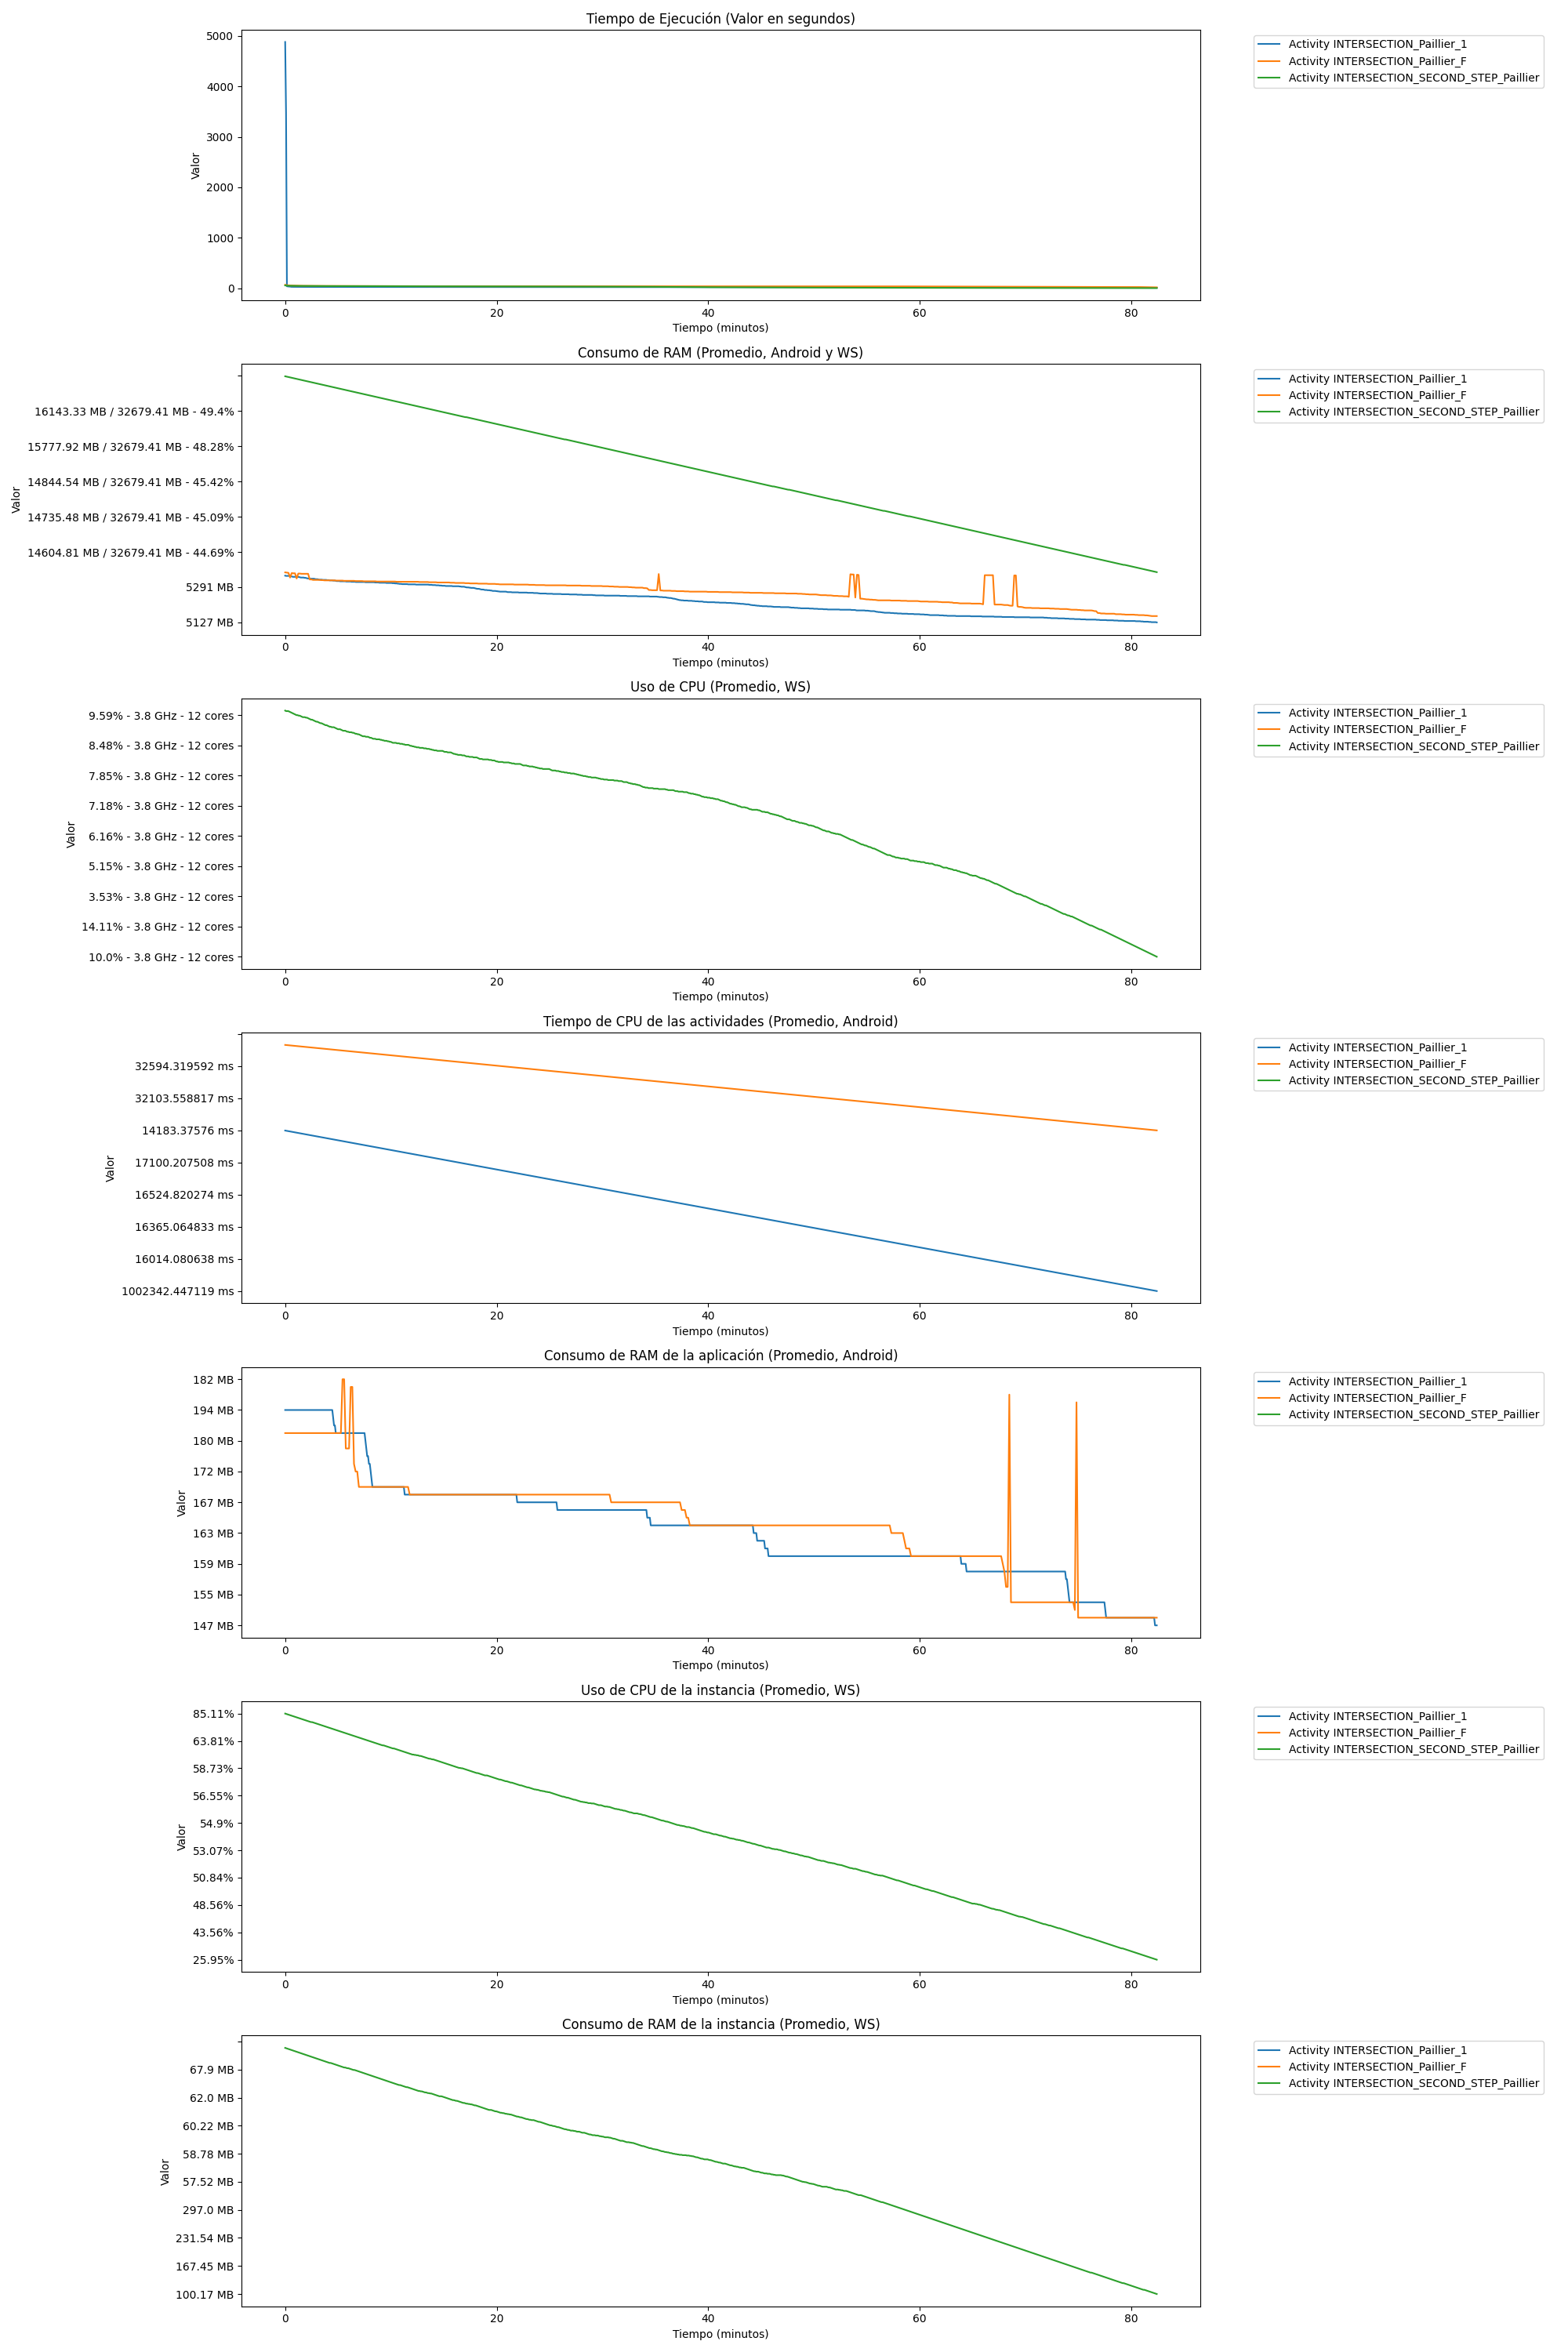 Tiempo de Ejecución (Valor en segundos)
5000
4000
3000
2000
1000
0
Valor
0 20 40 60 80
Tiempo (minutos)
Activity INTERSECTION_Paillier_1
Activity INTERSECTION_Paillier_F
Activity INTERSECTION_SECOND_STEP_Paillier
Consumo de RAM (Promedio, Android y WS)
16143.33 MB / 32679.41 MB - 49.4%
15777.92 MB / 32679.41 MB - 48.28%
14844.54 MB / 32679.41 MB - 45.42%
14735.48 MB / 32679.41 MB - 45.09%
14604.81 MB / 32679.41 MB - 44.69%
5291 MB
5127 MB
Valor
0 20 40 60 80
Tiempo (minutos)
Activity INTERSECTION_Paillier_1
Activity INTERSECTION_Paillier_F
Activity INTERSECTION_SECOND_STEP_Paillier
Uso de CPU (Promedio, WS)
9.59% - 3.8 GHz - 12 cores
8.48% - 3.8 GHz - 12 cores
7.85% - 3.8 GHz - 12 cores
7.18% - 3.8 GHz - 12 cores
6.16% - 3.8 GHz - 12 cores
5.15% - 3.8 GHz - 12 cores
3.53% - 3.8 GHz - 12 cores
14.11% - 3.8 GHz - 12 cores
10.0% - 3.8 GHz - 12 cores
Valor
0 20 40 60 80
Tiempo (minutos)
Activity INTERSECTION_Paillier_1
Activity INTERSECTION_Paillier_F
Activity INTERSECTION_SECOND_STEP_Paillier
Tiempo de CPU de las actividades (Promedio, Android)
32594.319592 ms
32103.558817 ms
14183.37576 ms
17100.207508 ms
16524.820274 ms
16365.064833 ms
16014.080638 ms
1002342.447119 ms
Valor
0 20 40 60 80
Tiempo (minutos)
Activity INTERSECTION_Paillier_1
Activity INTERSECTION_Paillier_F
Activity INTERSECTION_SECOND_STEP_Paillier
Consumo de RAM de la aplicación (Promedio, Android)
182 MB
194 MB
180 MB
172 MB
167 MB
163 MB
159 MB
155 MB
147 MB
Valor
0 20 40 60 80
Tiempo (minutos)
Activity INTERSECTION_Paillier_1
Activity INTERSECTION_Paillier_F
Activity INTERSECTION_SECOND_STEP_Paillier
Uso de CPU de la instancia (Promedio, WS)
85.11%
63.81%
58.73%
56.55%
54.9%
53.07%
50.84%
48.56%
43.56%
25.95%
Valor
0 20 40 60 80
Tiempo (minutos)
Activity INTERSECTION_Paillier_1
Activity INTERSECTION_Paillier_F
Activity INTERSECTION_SECOND_STEP_Paillier
Consumo de RAM de la instancia (Promedio, WS)
67.9 MB
62.0 MB
60.22 MB
58.78 MB
57.52 MB
297.0 MB
231.54 MB
167.45 MB
100.17 MB
Valor
0 20 40 60 80
Tiempo (minutos)
Activity INTERSECTION_Paillier_1
Activity INTERSECTION_Paillier_F
Activity INTERSECTION_SECOND_STEP_Paillier